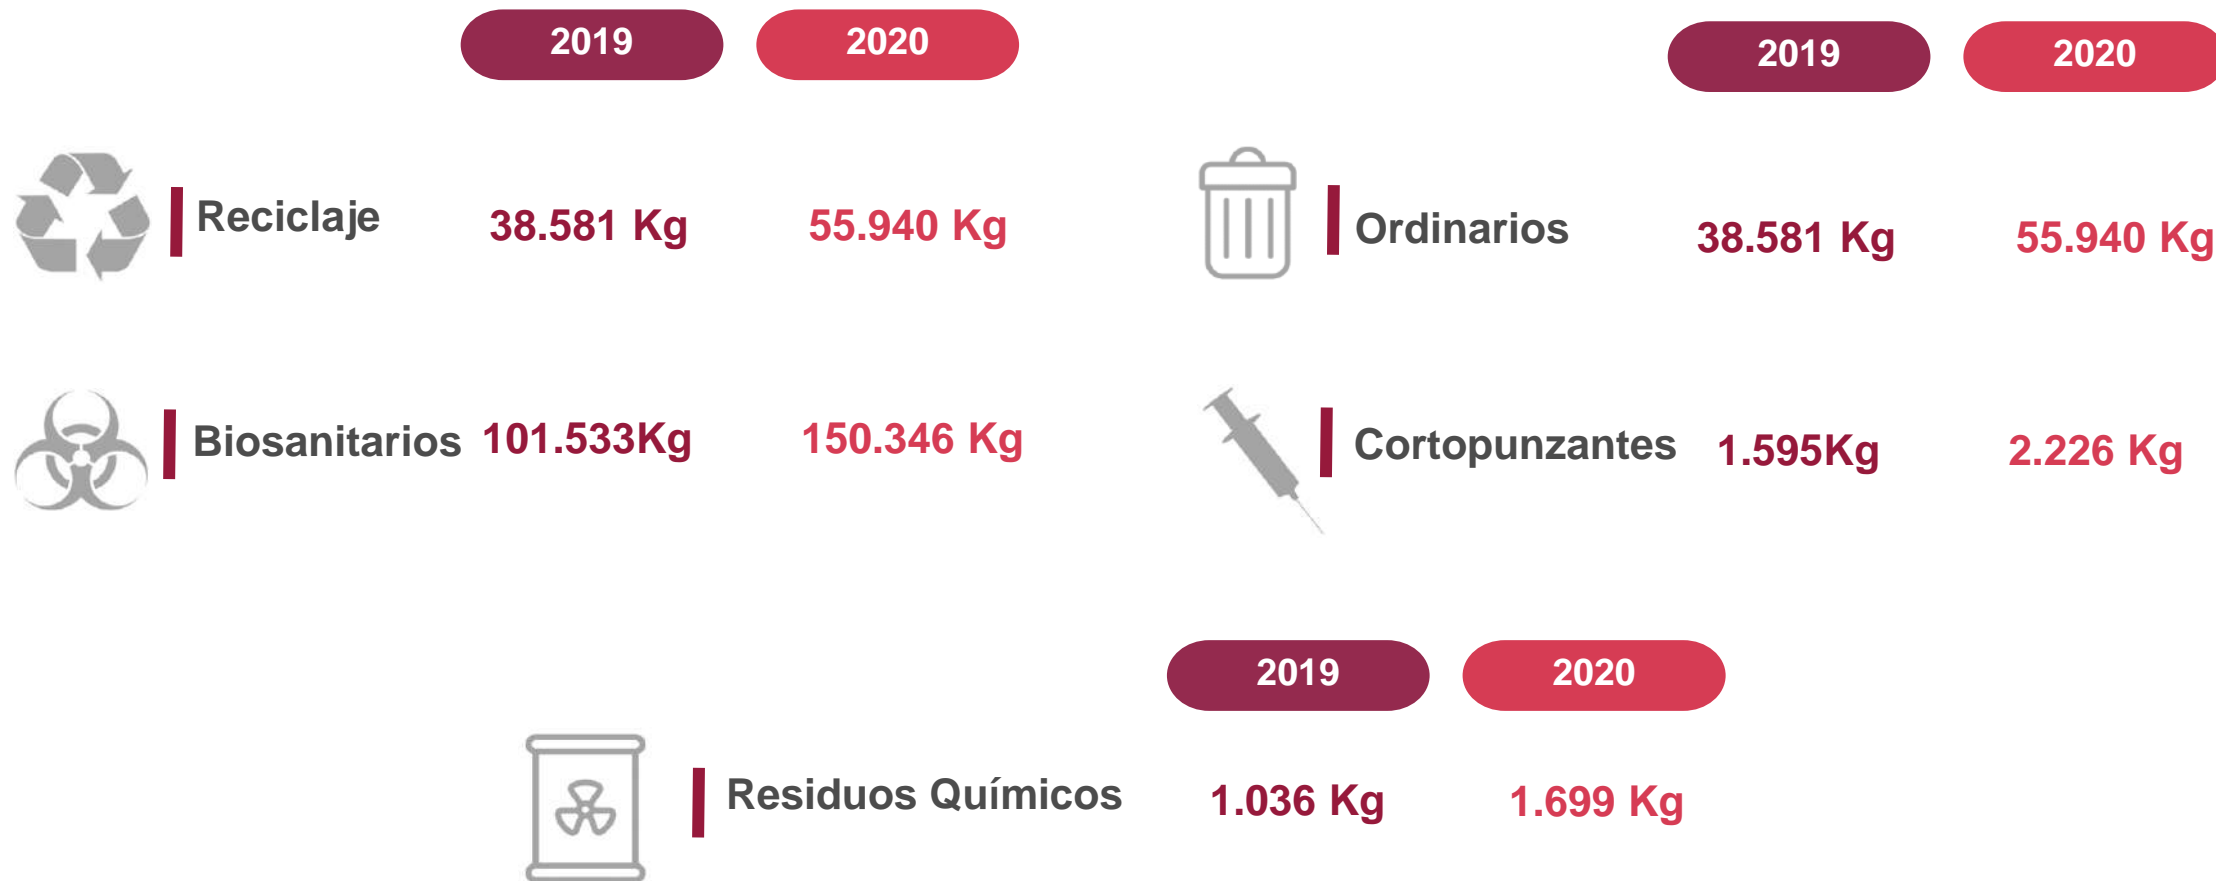 2019 2020
Reciclaje 38.581 Kg 55.940 Kg
Biosanitarios 101.533Kg 150.346 Kg
2019 2020
Ordinarios 38.581 Kg 55.940 Kg
Cortopunzantes 1.595Kg 2.226 Kg
2019 2020
Residuos Químicos 1.036 Kg 1.699 Kg